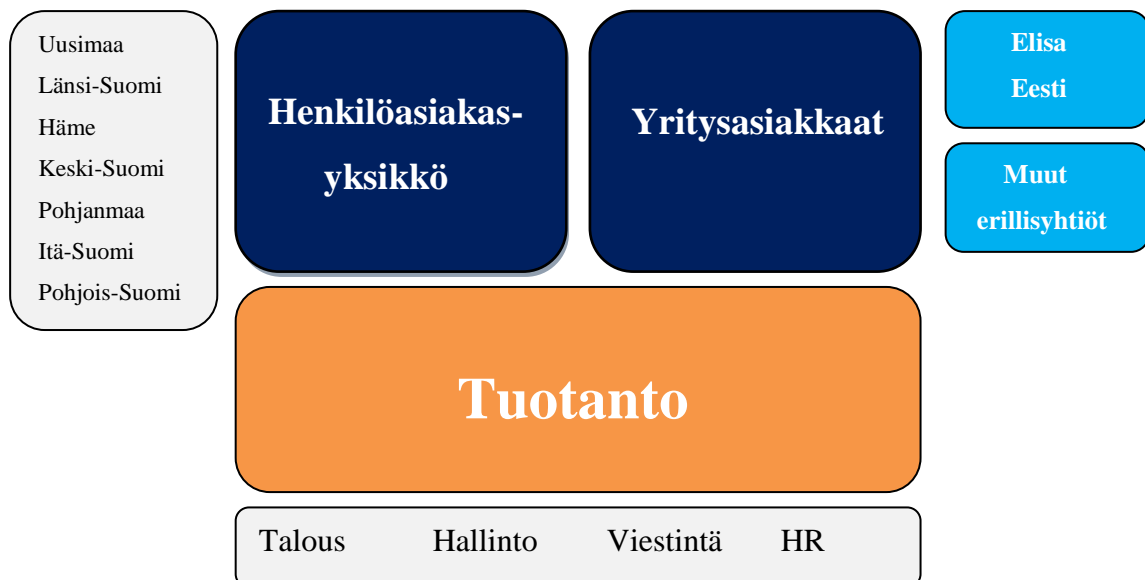 Uusimaa
Länsi-Suomi
Häme
Keski-Suomi
Pohjanmaa
Itä-Suomi
Pohjois-Suomi
Henkilöasiakas-
yksikkö
Yritysasiakkaat
Elisa
Eesti
Muut
erillisyhtiöt
Tuotanto
Talous Hallinto Viestintä HR